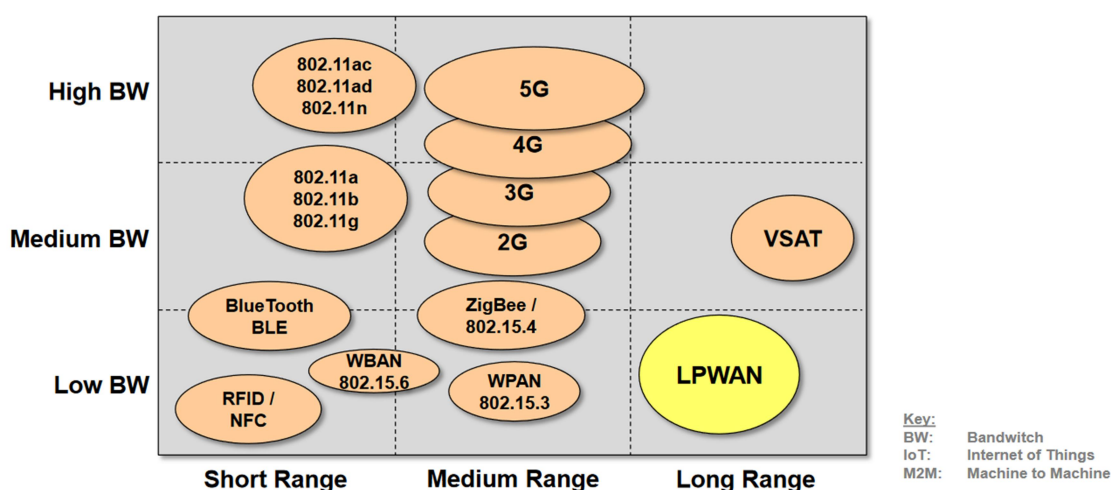 High BW
802.11ac
802.11ad
802.11n
5G
4G
Medium BW
802.11a
802.11b
802.11g
3G
2G
VSAT
BlueTooth
BLE
ZigBee /
802.15.4
Low BW
WBAN
802.15.6
RFID /
NFC
WPAN
802.15.3
LPWAN
Short Range
Medium Range
Long Range
Key:
BW: Bandwitch
IoT: Internet of Things
M2M: Machine to Machine